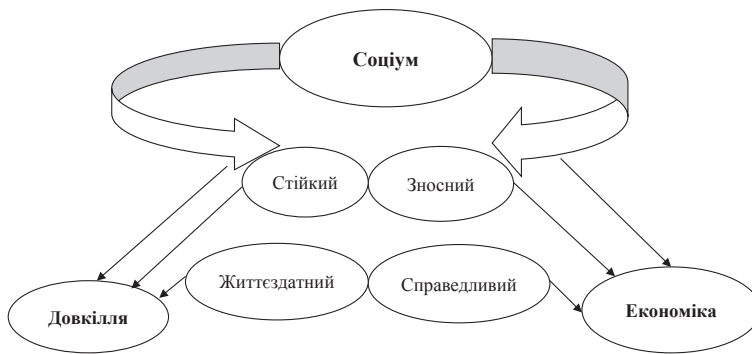 Соціум
Стійкий
Зносний
Життєздатний
Справедливий
Довкілля
Економіка